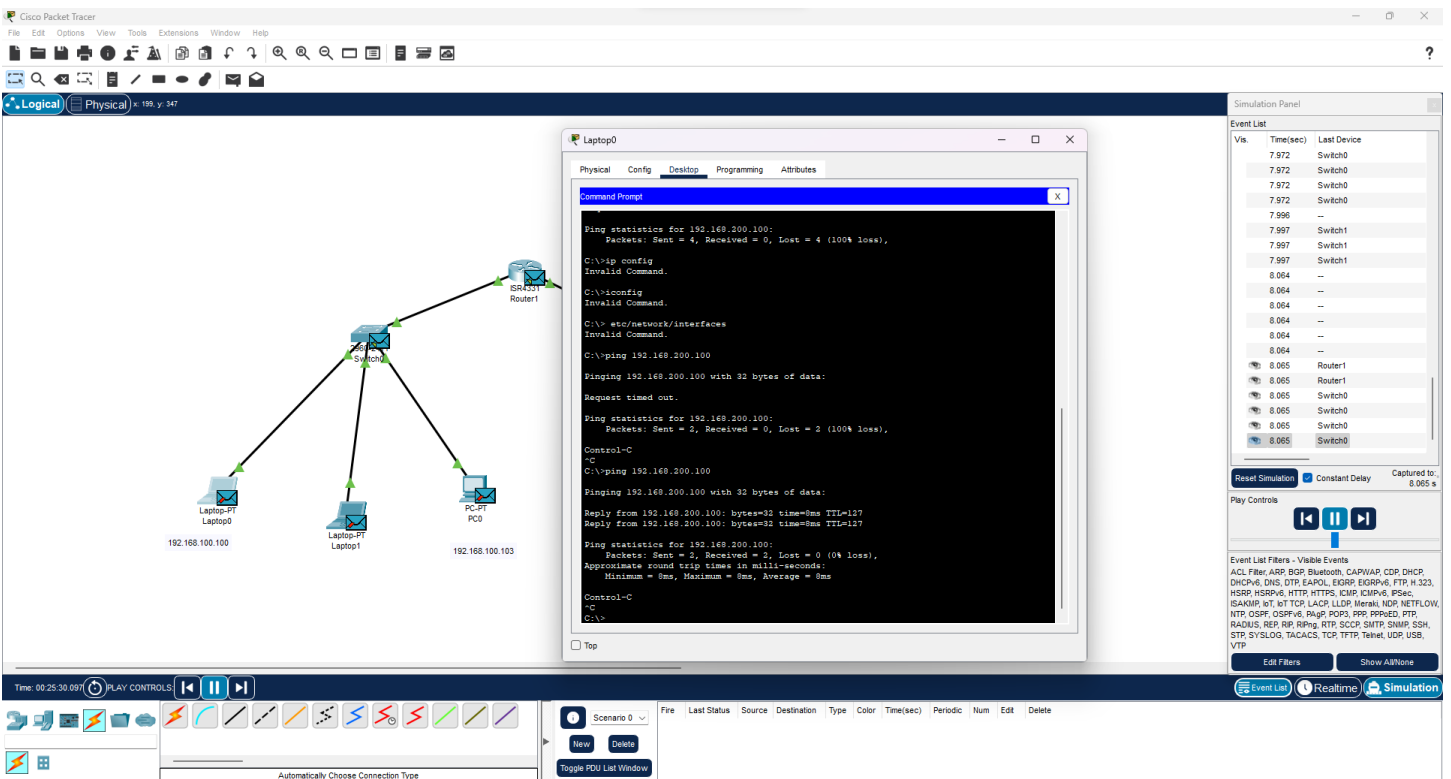 Cisco Packet Tracer
File Edit Options View Tools Extensions Window Help
?
Logical Physical x: 199, y: 347
ISR4331
Router1
Switch0
Laptop-PT
Laptop0
192.168.100.100
Laptop-PT
Laptop1
PC-PT
PC0
192.168.100.103
Laptop0
Physical Config Desktop Programming Attributes
Command Prompt X
Ping statistics for 192.168.200.100:
Packets: Sent = 4, Received = 0, Lost = 4 (100% loss),
C:\>ip config
Invalid Command.
C:\>iconfig
Invalid Command.
C:\> etc/network/interfaces
Invalid Command.
C:\>ping 192.168.200.100
Pinging 192.168.200.100 with 32 bytes of data:
Request timed out.
Ping statistics for 192.168.200.100:
Packets: Sent = 2, Received = 0, Lost = 2 (100% loss),
Control-C
^C
C:\>ping 192.168.200.100
Pinging 192.168.200.100 with 32 bytes of data:
Reply from 192.168.200.100: bytes=32 time=8ms TTL=127
Reply from 192.168.200.100: bytes=32 time=8ms TTL=127
Ping statistics for 192.168.200.100:
Packets: Sent = 2, Received = 2, Lost = 0 (0% loss),
Approximate round trip times in milli-seconds:
Minimum = 8ms, Maximum = 8ms, Average = 8ms
Control-C
^C
C:\>
Top
Simulation Panel
Event List
Vis. Time(sec) Last Device
7.972 Switch0
7.972 Switch0
7.972 Switch0
7.972 Switch0
7.996 --
7.997 Switch1
7.997 Switch1
7.997 Switch1
8.064 --
8.064 --
8.064 --
8.064 --
8.064 --
8.064 --
8.065 Router1
8.065 Router1
8.065 Switch0
8.065 Switch0
8.065 Switch0
8.065 Switch0
Reset Simulation Constant Delay Captured to:
8.065 s
Play Controls
Event List Filters - Visible Events
ACL Filter, ARP, BGP, Bluetooth, CAPWAP, CDP, DHCP,
DHCPv6, DNS, DTP, EAPOL, EIGRP, EIGRPv6, FTP, H.323,
HSRP, HSRPv6, HTTP, HTTPS, ICMP, ICMPv6, IPSec,
ISAKMP, IoT, IoT TCP, LACP, LLDP, Meraki, NDP, NETFLOW,
NTP, OSPF, OSPFv6, PAgP, POP3, PPP, PPPoED, PTP,
RADIUS, REP, RIP, RIPng, RTP, SCCP, SMTP, SNMP, SSH,
STP, SYSLOG, TACACS, TCP, TFTP, Telnet, UDP, USB,
VTP
Edit Filters Show All/None
Time: 00:25:30.097 PLAY CONTROLS: Event List Realtime Simulation
Scenario 0
New Delete
Toggle PDU List Window
Fire Last Status Source Destination Type Color Time(sec) Periodic Num Edit Delete
Automatically Choose Connection Type